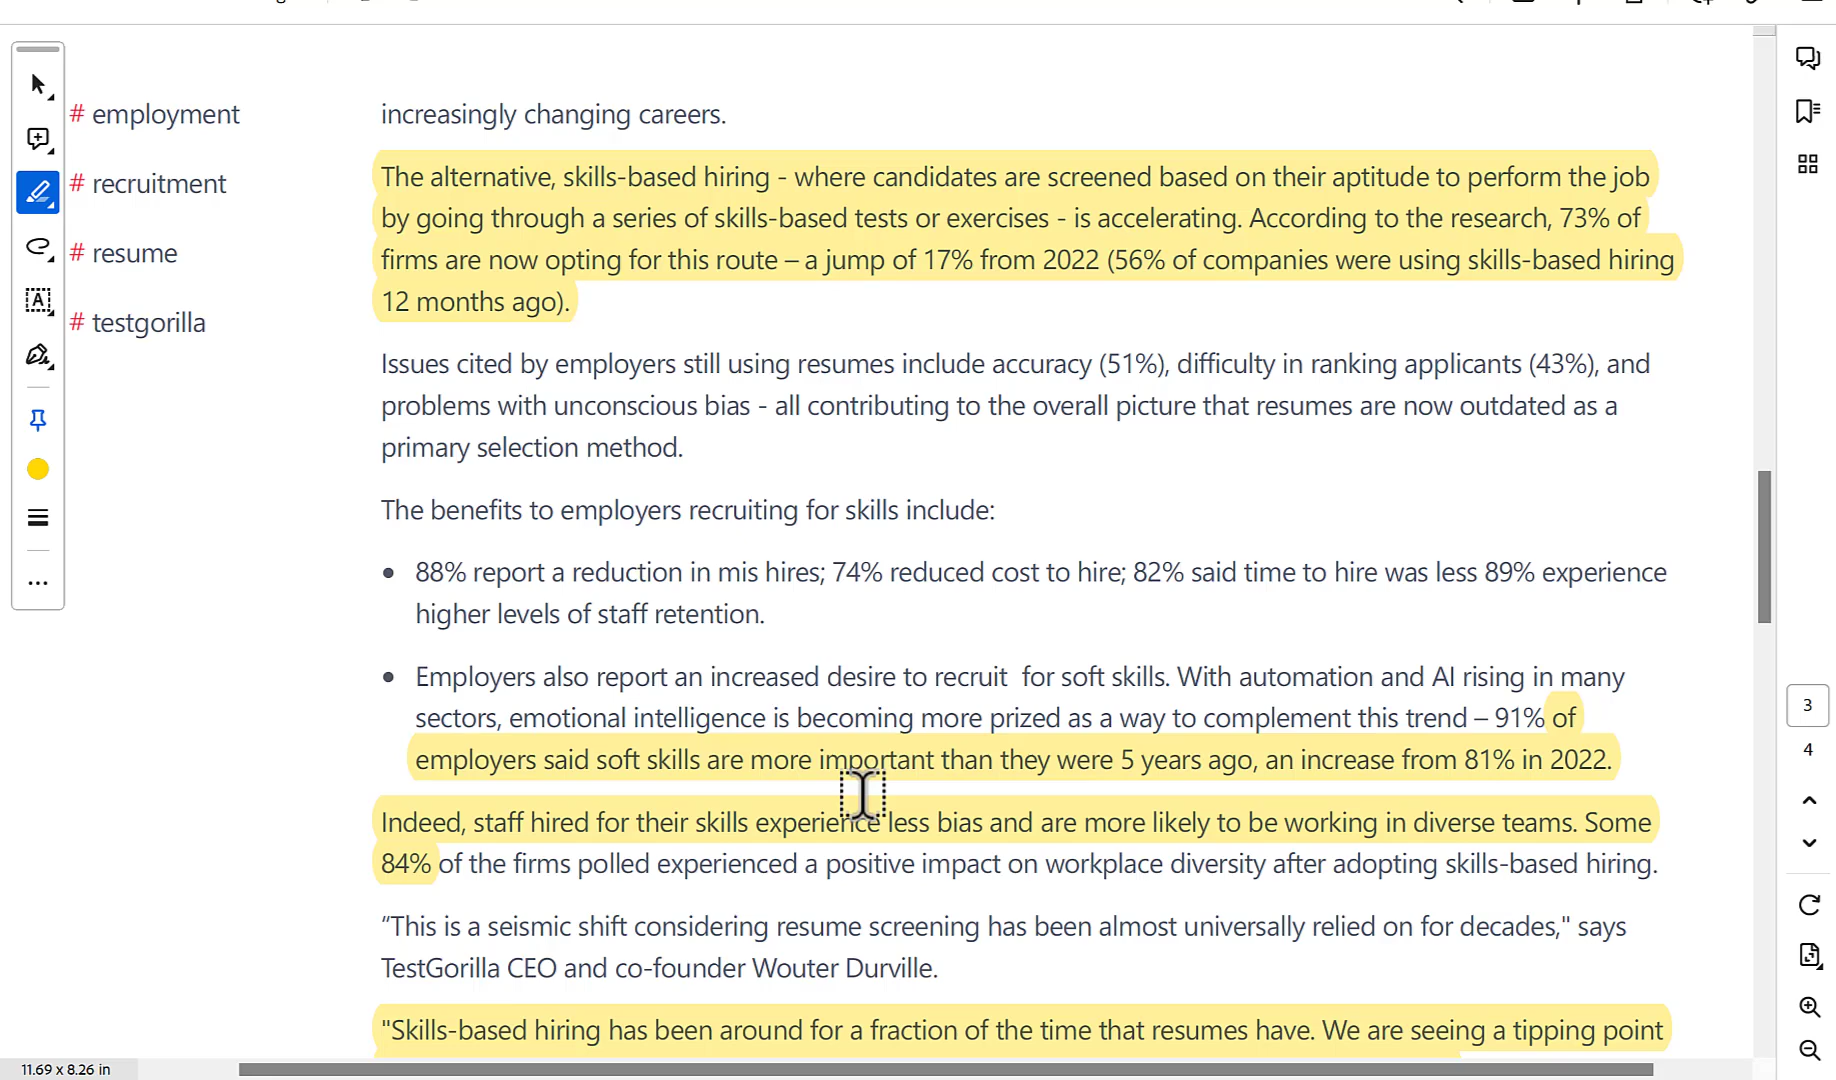 # employment
# recruitment
# resume
# testgorilla
increasingly changing careers.
The alternative, skills-based hiring - where candidates are screened based on their aptitude to perform the job
by going through a series of skills-based tests or exercises - is accelerating. According to the research, 73% of
firms are now opting for this route – a jump of 17% from 2022 (56% of companies were using skills-based hiring
12 months ago).
Issues cited by employers still using resumes include accuracy (51%), difficulty in ranking applicants (43%), and
problems with unconscious bias - all contributing to the overall picture that resumes are now outdated as a
primary selection method.
The benefits to employers recruiting for skills include:
• 88% report a reduction in mis hires; 74% reduced cost to hire; 82% said time to hire was less 89% experience
higher levels of staff retention.
• Employers also report an increased desire to recruit  for soft skills. With automation and AI rising in many
sectors, emotional intelligence is becoming more prized as a way to complement this trend – 91% of
employers said soft skills are more important than they were 5 years ago, an increase from 81% in 2022.
Indeed, staff hired for their skills experience less bias and are more likely to be working in diverse teams. Some
84% of the firms polled experienced a positive impact on workplace diversity after adopting skills-based hiring.
“This is a seismic shift considering resume screening has been almost universally relied on for decades," says
TestGorilla CEO and co-founder Wouter Durville.
"Skills-based hiring has been around for a fraction of the time that resumes have. We are seeing a tipping point
3
4
11.69 x 8.26 in